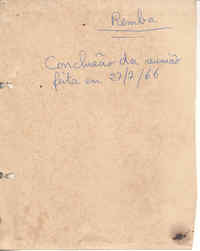 Remba
Conclusão da reunião
feita em 27/7/66